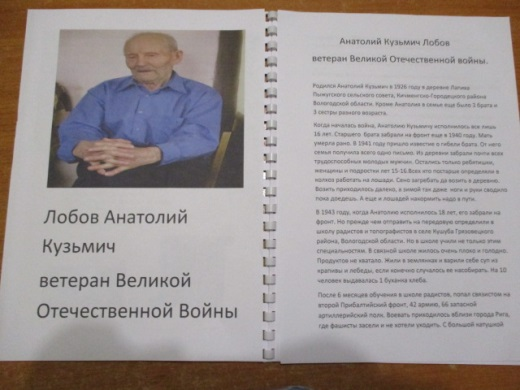 Лобов Анатолий
Кузьмич
ветеран Великой
Отечественной Войны
Анатолий Кузьмич Лобов
ветеран Великой Отечественной войны.
Родился Анатолий Кузьмич в 1926 году в деревне
сельского совета, Кичменгско-Городецкого района
Вологодской области. Кроме Анатолия в семье еще было 3 брата и
3 сестры разного возраста.
Когда началась война, Анатолию Кузьмичу исполнилось все лишь
16 лет. Старшего брата забрали на фронт еще в 1940 году. Мать
умерла рано. В 1941 году пришло известие о гибели брата. От него
семья получила всего одно письмо. Из деревни забрали почти всех
трудоспособных молодых мужчин. Остались только ребятишки,
женщины и подростки лет 15-16. Всех кто постарше определили в
колхоз работать на лошади. Сено загребать да возить в деревню.
Возить приходилось далеко, а зимой так даже ноги и руки сводило
пока доедешь. А еще и лошадей накормить надо в пути.
В 1943 году, когда Анатолию исполнилось 18 лет, его забрали на
фронт. Но прежде чем отправить на передовую определили в
школу радистов и топографистов в селе Кушуба Грязовецкого
района, Вологодской области. Но в школе учили не только этим
специальностям. В связной школе жилось очень плохо и голодно.
Продуктов не хватало. Жили в землянках и варили себе суп из
крапивы и лебеды, если конечно случалось ее насобирать. На 10
человек выдавалась 1 буханка хлеба.
После 6 месяцев обучения в школе радистов, попал связистом на
второй Прибалтийский фронт, 42 армию, 66 запасной
артиллерийский полк. Воевать приходилось вблизи города Рига,
где фашисты засели и не хотели уходить. С большой катушкой